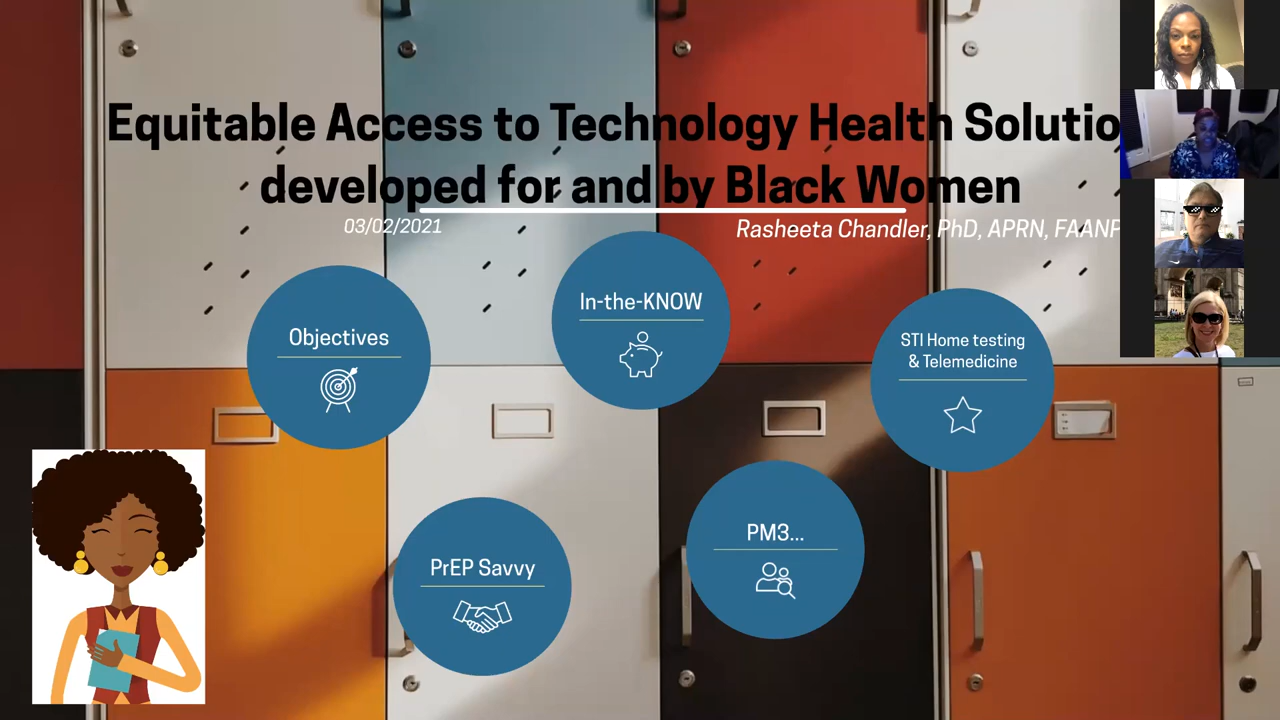 Equitable Access to Technology Health Solutio
developed for and by Black Women
03/02/2021
Rasheeta Chandler, PhD, APRN, FAANP
Objectives
In-the-KNOW
STI Home testing
& Telemedicine
PrEP Savvy
PM3...